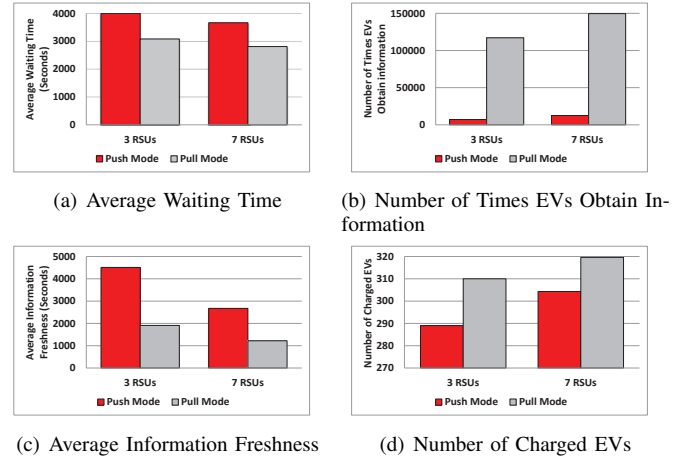 Average Waiting Time
(Seconds)
4000
3000
2000
1000
0
3 RSUs
7 RSUs
Push Mode
Pull Mode
(a) Average Waiting Time
Number of Times EVs
Obtain information
150000
100000
50000
0
3 RSUs
7 RSUs
Push Mode
Pull Mode
(b) Number of Times EVs Obtain In-
formation
Average Information
Freshness (Seconds)
5000
4000
3000
2000
1000
0
3 RSUs
7 RSUs
Push Mode
Pull Mode
(c) Average Information Freshness
Number of Charged EVs
320
310
300
290
280
270
3 RSUs
7 RSUs
Push Mode
Pull Mode
(d) Number of Charged EVs